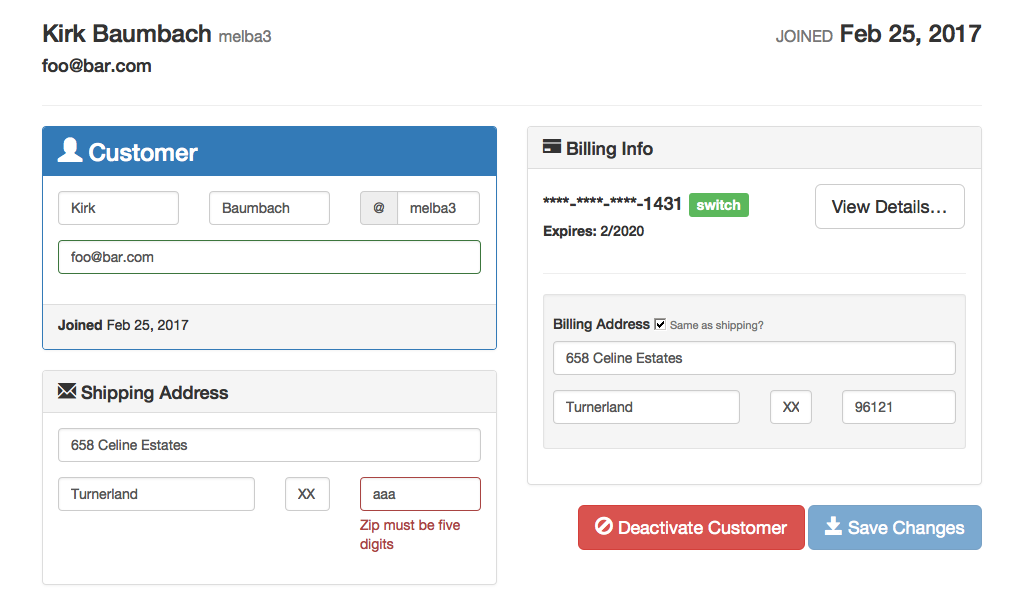 Kirk Baumbach melba3
JOINED Feb 25, 2017
foo@bar.com
Customer
Kirk
Baumbach
@ melba3
foo@bar.com
Joined Feb 25, 2017
Shipping Address
658 Celine Estates
Turnerland
XX
aaa
Zip must be five
digits
Billing Info
****-****-****-1431 switch
View Details...
Expires: 2/2020
Billing Address Same as shipping?
658 Celine Estates
Turnerland
XX
96121
Deactivate Customer
Save Changes